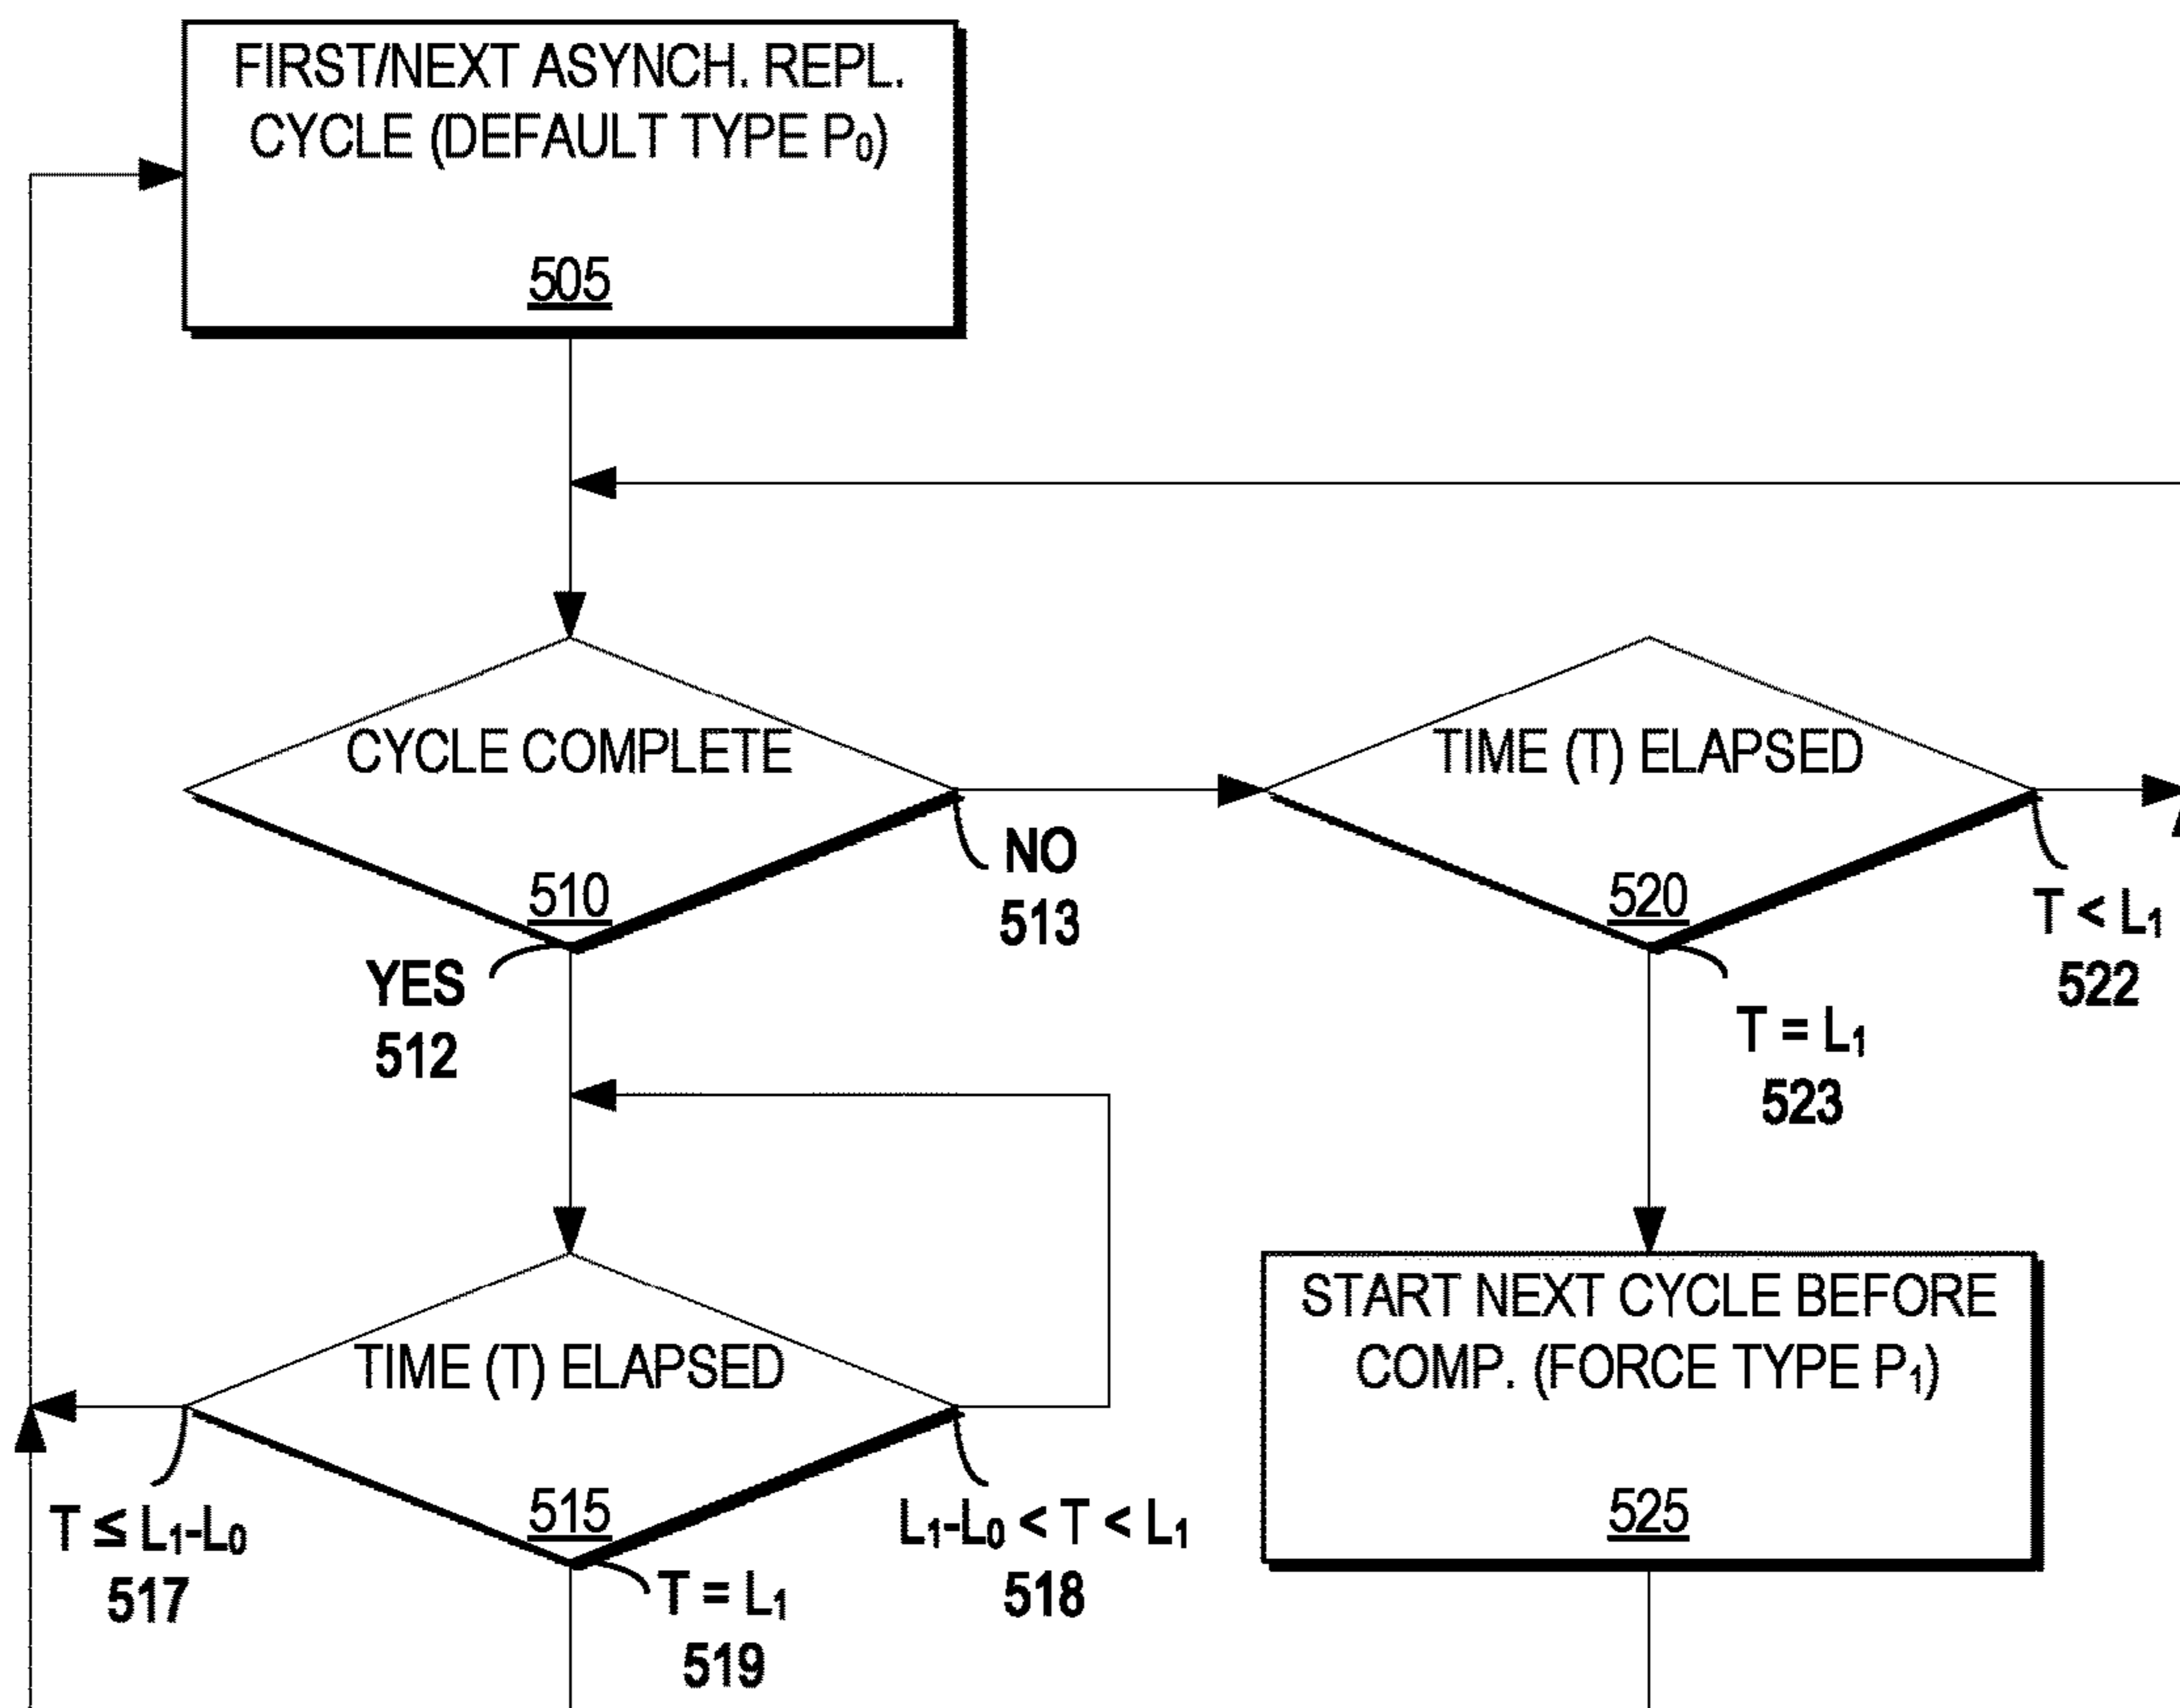 FIRST/NEXT ASYNCH. REPL.
CYCLE (DEFAULT TYPE P₀)
505
CYCLE COMPLETE
510
NO
513
YES
512
TIME (T) ELAPSED
520
T < L₁
522
T = L₁
523
TIME (T) ELAPSED
515
T ≤ L₁-L₀
517
L₁-L₀ < T < L₁
518
T = L₁
519
START NEXT CYCLE BEFORE
COMP. (FORCE TYPE P₁)
525